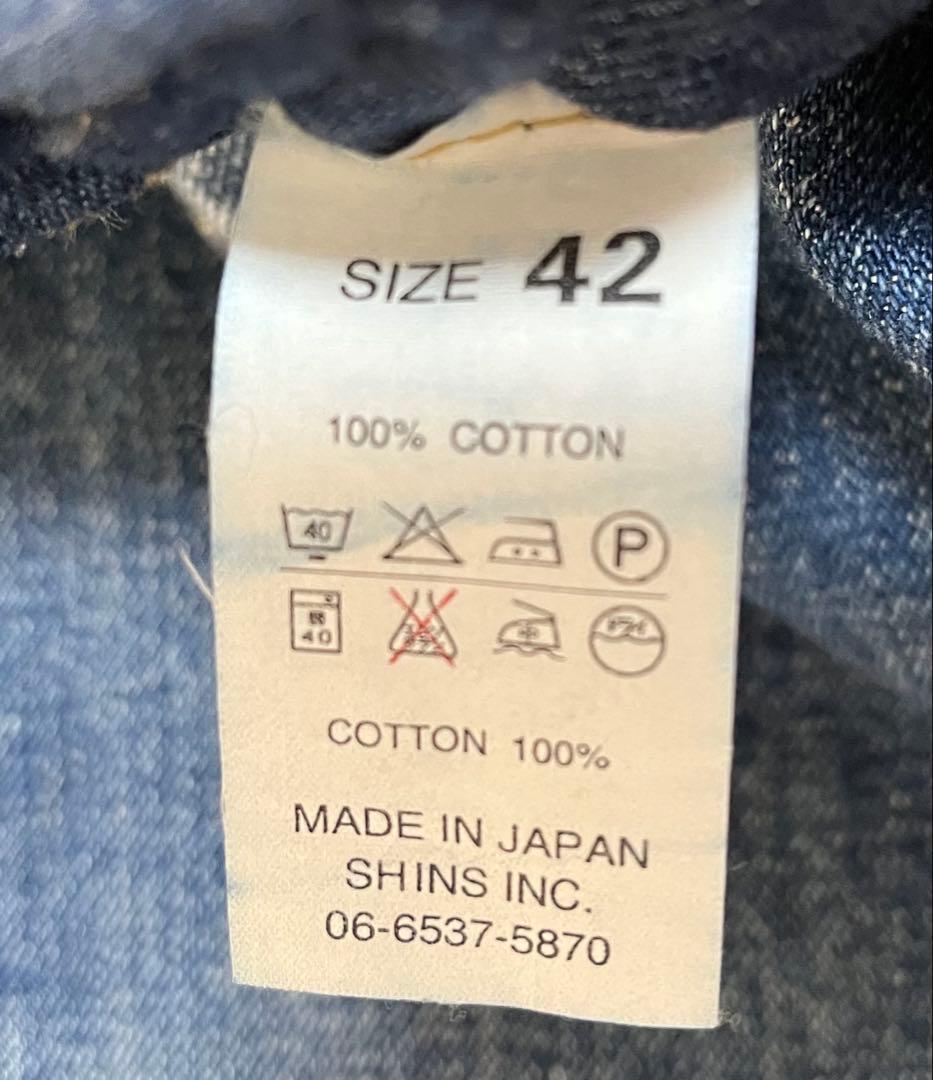 SIZE 42
100% COTTON
40 P
40
COTTON 100%
MADE IN JAPAN
SHINS INC.
06-6537-5870